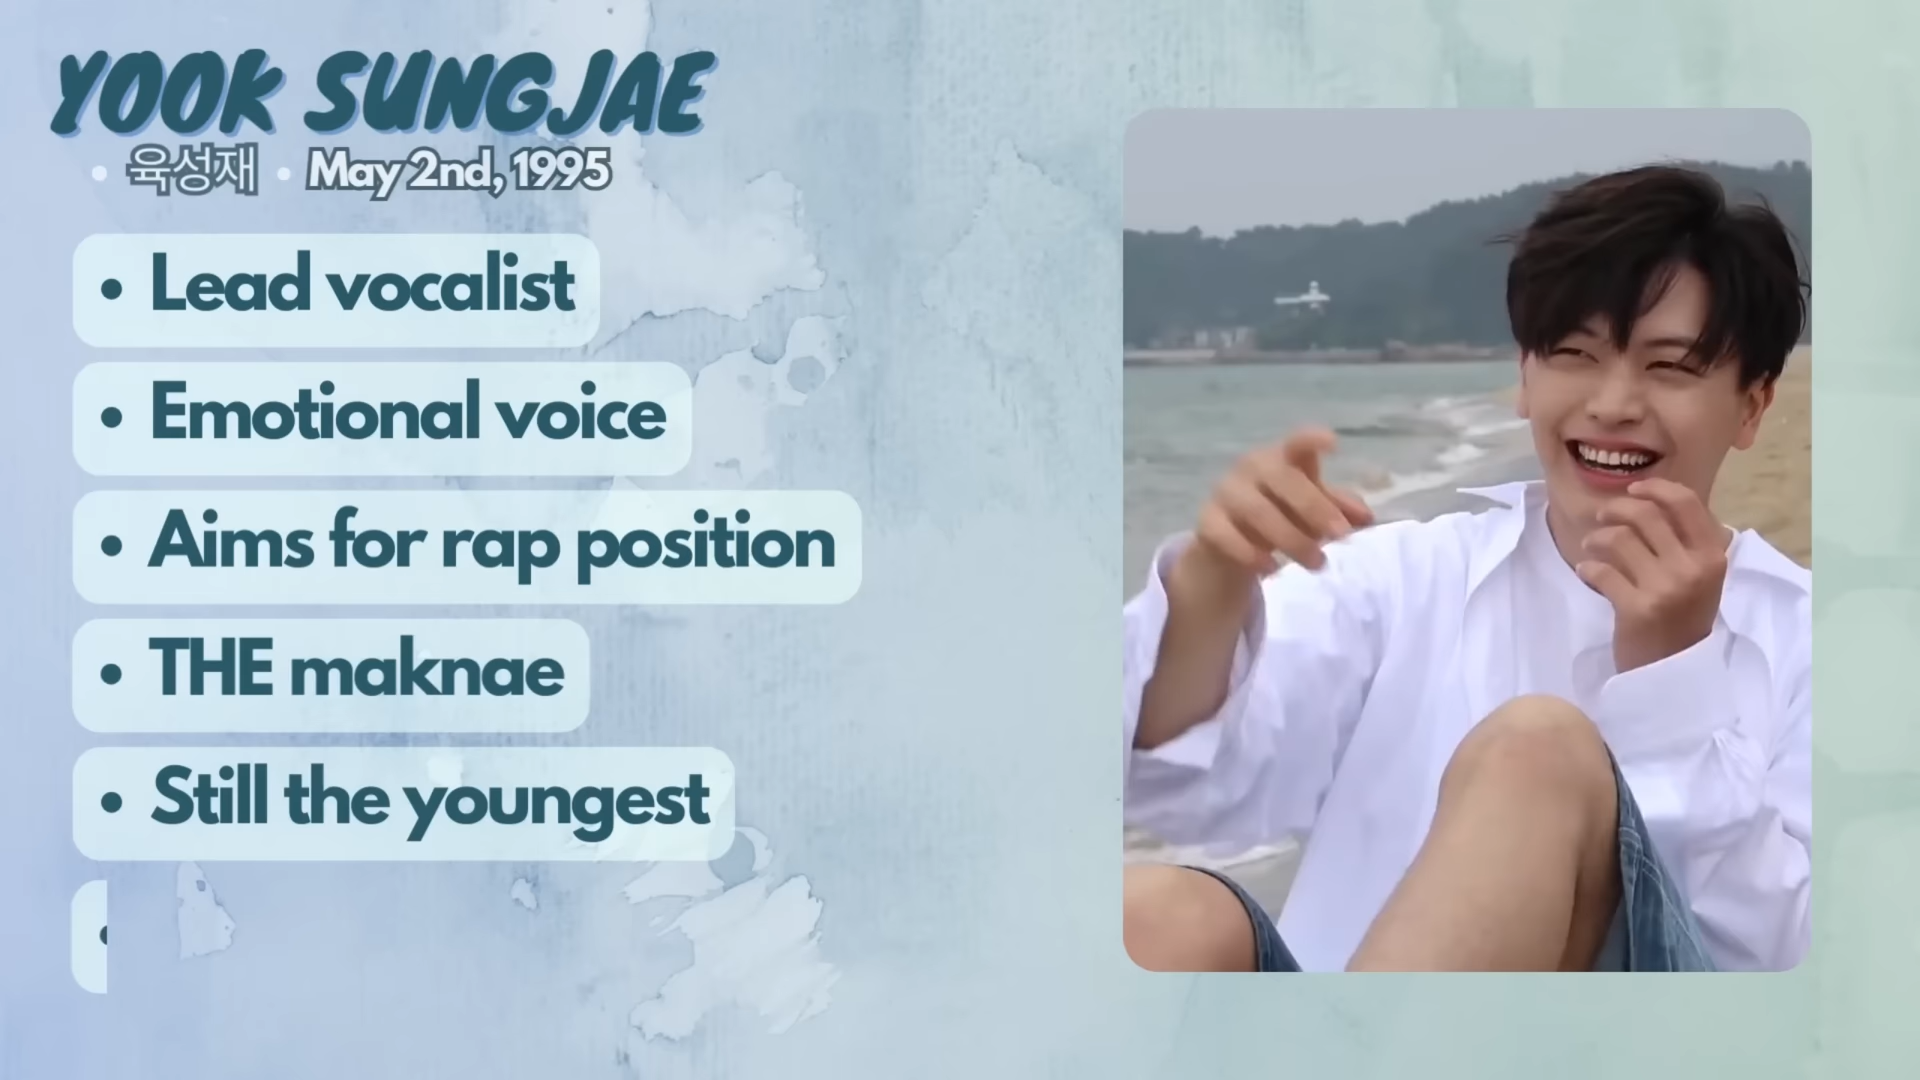 YOOK SUNGJAE
• 육성재 • May 2nd, 1995
• Lead vocalist
• Emotional voice
• Aims for rap position
• THE maknae
• Still the youngest